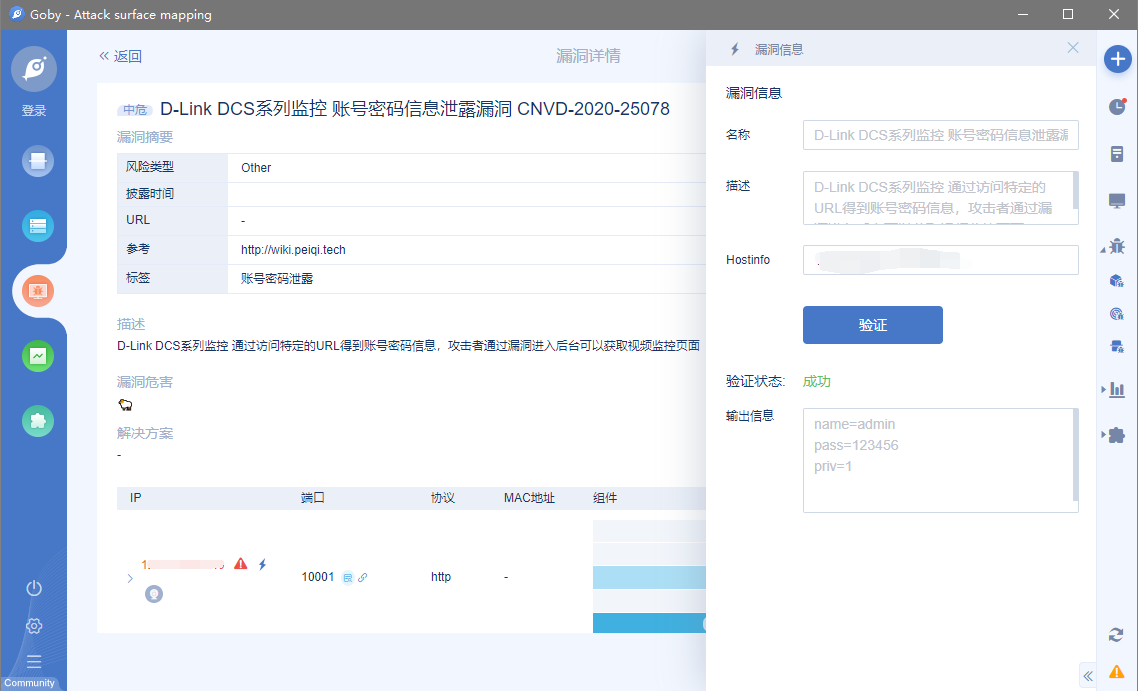 Goby - Attack surface mapping
登录
Community
返回
漏洞详情
中危 D-Link DCS系列监控 账号密码信息泄露漏洞 CNVD-2020-25078
漏洞摘要
风险类型 Other
披露时间
URL -
参考 http://wiki.peiqi.tech
标签 账号密码泄露
描述
D-Link DCS系列监控 通过访问特定的URL得到账号密码信息，攻击者通过漏洞进入后台可以获取视频监控页面
漏洞危害
解决方案
-
IP 端口 协议 MAC地址 组件
10001 http -
漏洞信息
漏洞信息
名称 D-Link DCS系列监控 账号密码信息泄露
描述 D-Link DCS系列监控 通过访问特定的
URL得到账号密码信息，攻击者通过漏
Hostinfo
验证
验证状态: 成功
输出信息 name=admin
pass=123456
priv=1